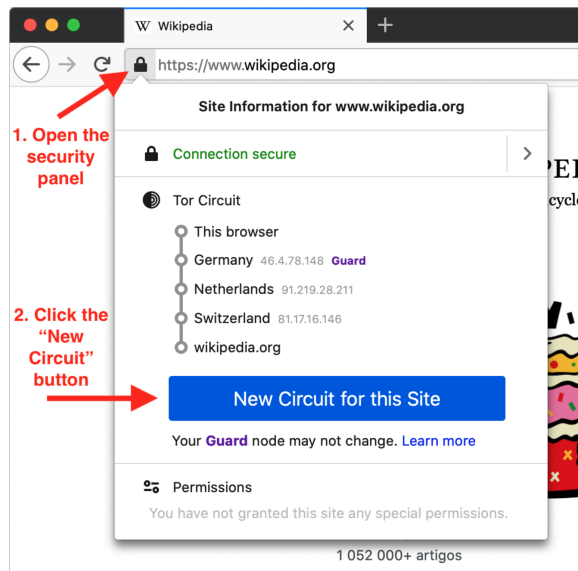 Wikipedia
https://www.wikipedia.org
1. Open the
security
panel
Site Information for www.wikipedia.org
Connection secure
Tor Circuit
This browser
Germany 46.4.78.148 Guard
Netherlands 91.219.28.211
Switzerland 81.17.16.146
wikipedia.org
2. Click the
“New
Circuit”
button
New Circuit for this Site
Your Guard node may not change. Learn more
Permissions
You have not granted this site any special permissions.
1 052 000+ artigos